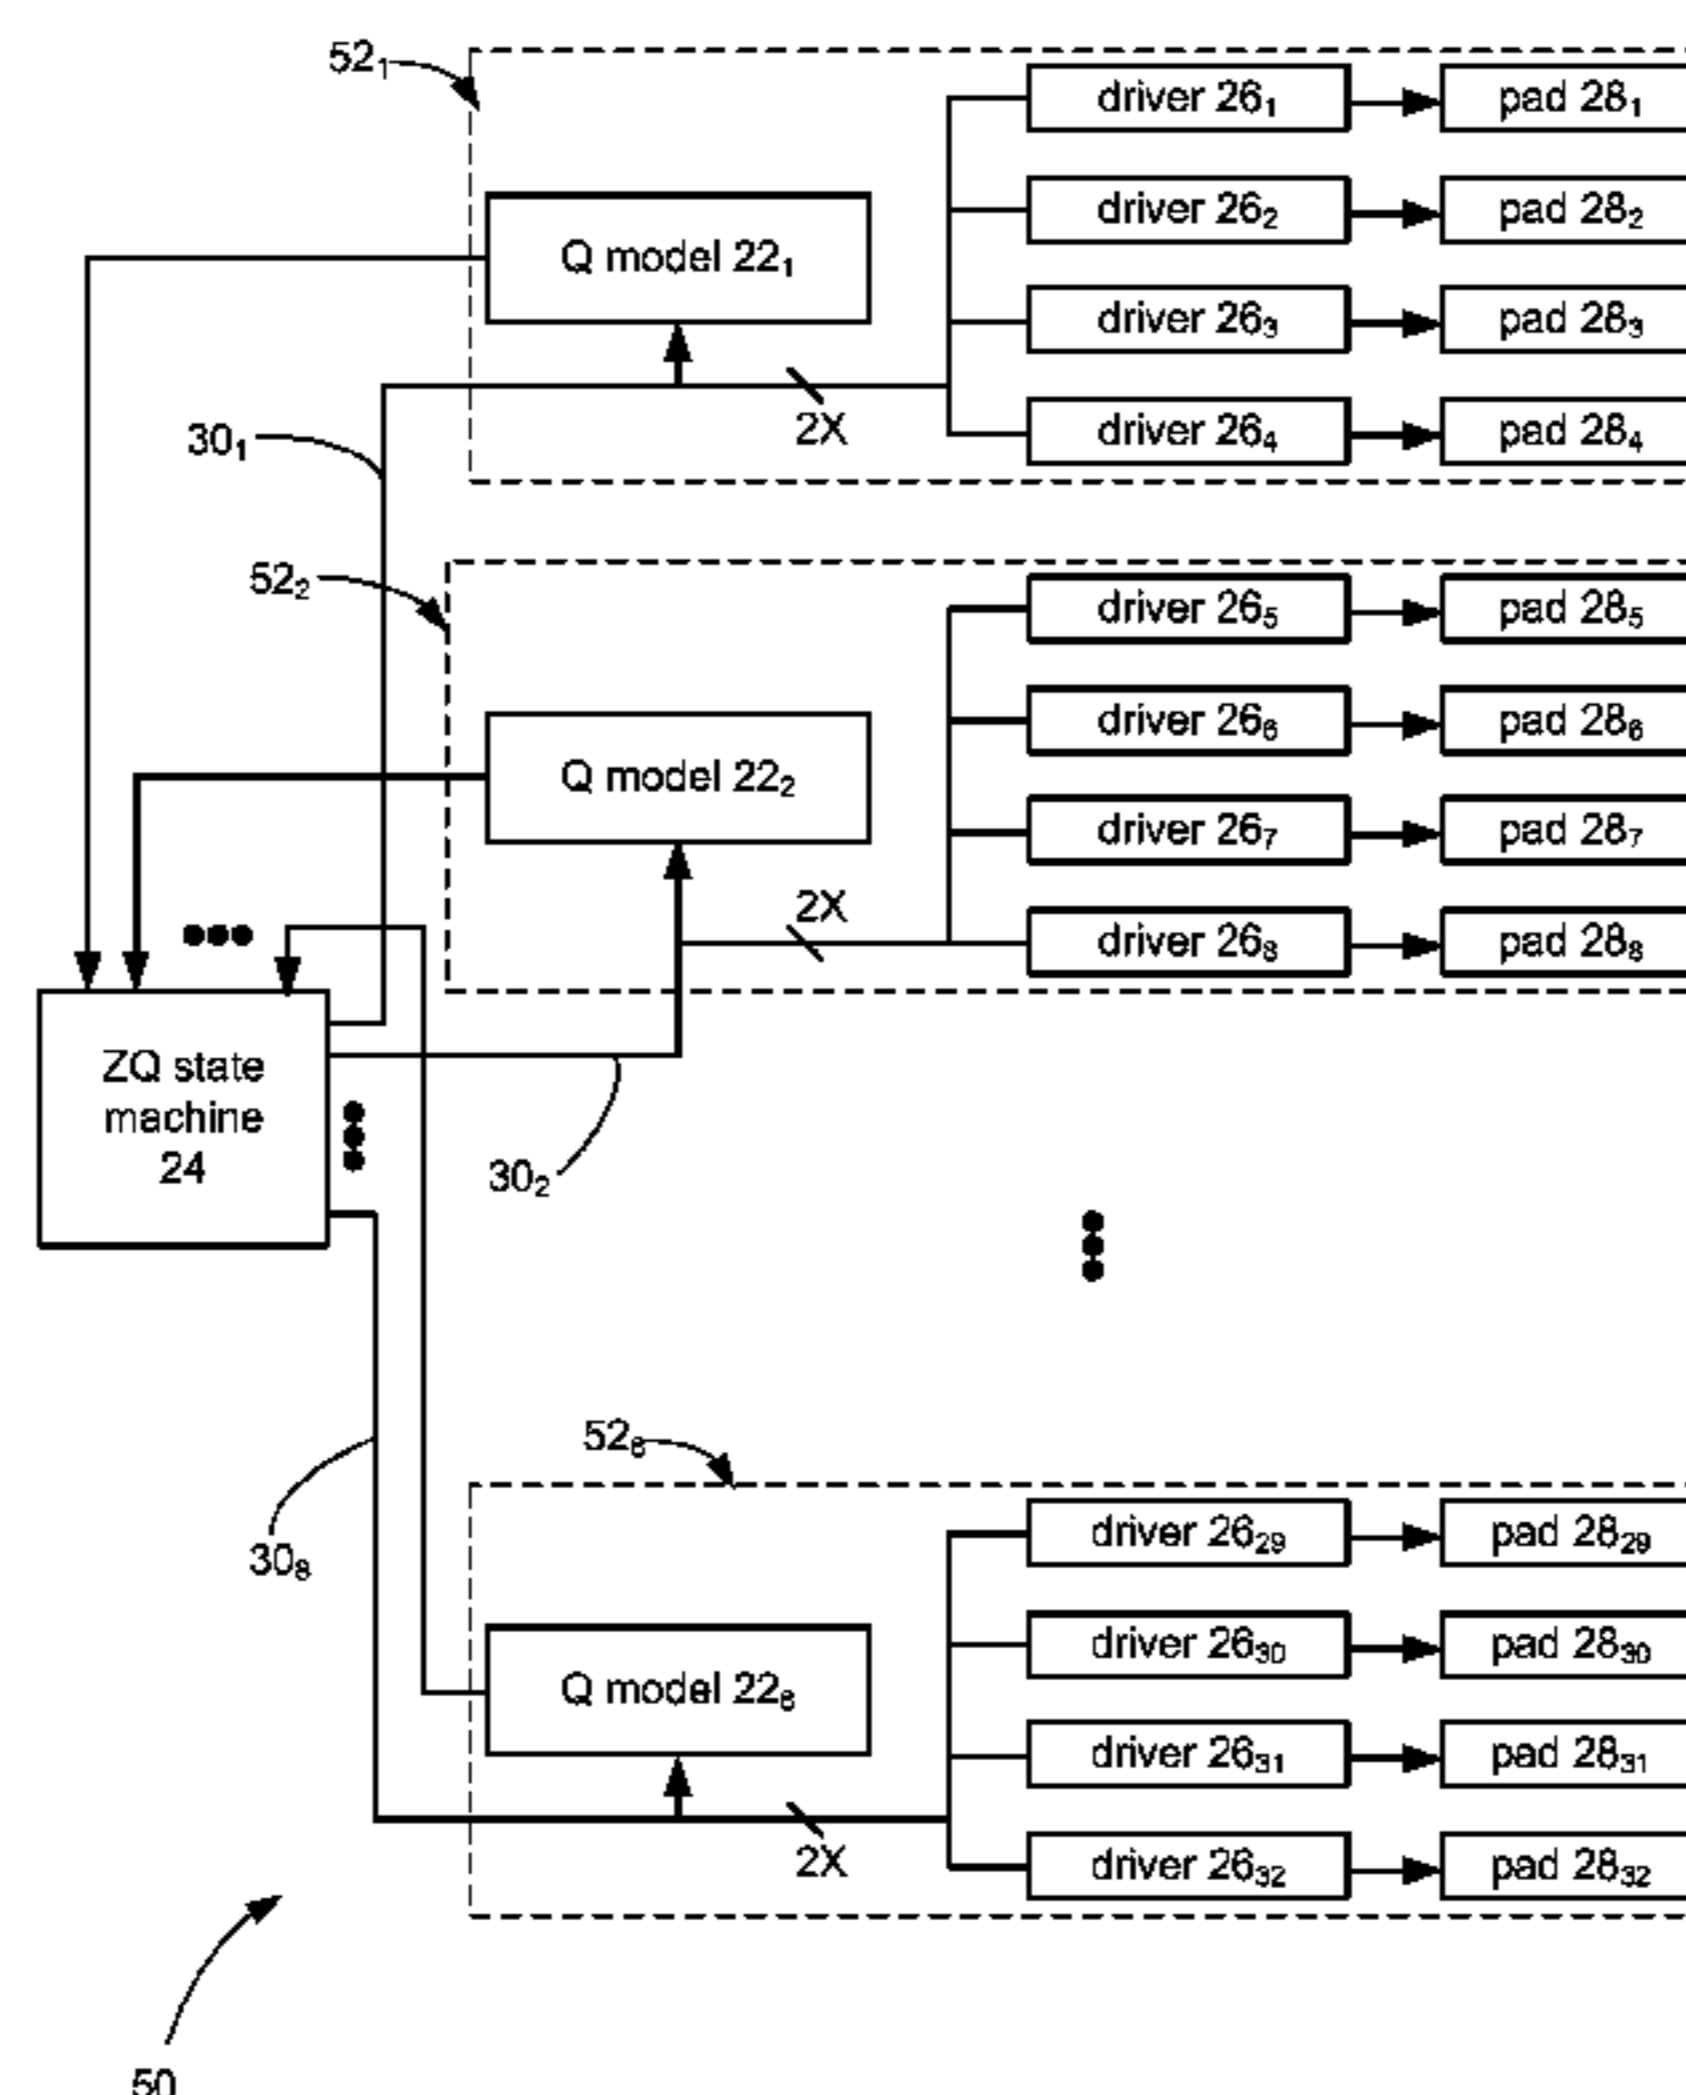 52₁
driver 26₁
pad 28₁
driver 26₂
pad 28₂
Q model 22₁
driver 26₃
pad 28₃
2X
driver 26₄
pad 28₄
30₁
52₂
driver 26₅
pad 28₅
driver 26₆
pad 28₆
Q model 22₂
driver 26₇
pad 28₇
2X
driver 26₈
pad 28₈
ZQ state
machine
24
30₂
52₈
driver 26₂₉
pad 28₂₉
30₈
driver 26₃₀
pad 28₃₀
Q model 22₈
driver 26₃₁
pad 28₃₁
2X
driver 26₃₂
pad 28₃₂
50